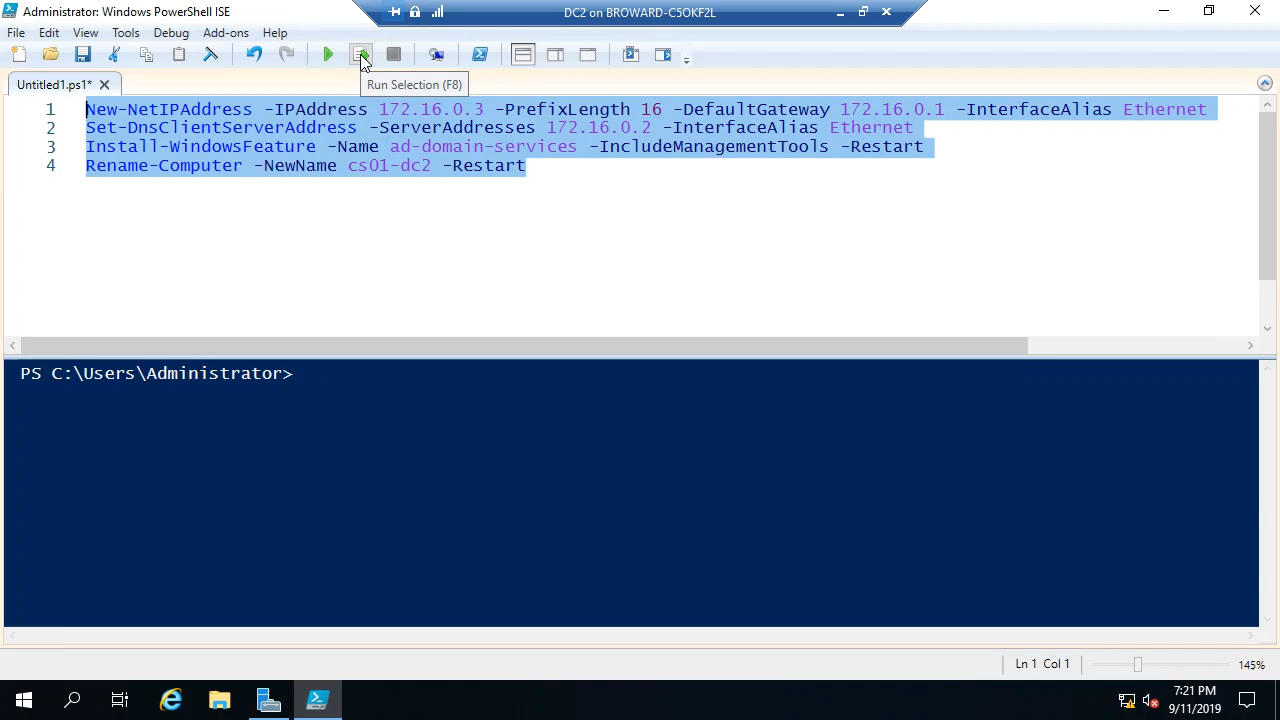 Administrator: Windows PowerShell ISE
DC2 on BROWARD-C5OKF2L
File Edit View Tools Debug Add-ons Help
Untitled1.ps1*
Run Selection (F8)
1 New-NetIPAddress -IPAddress 172.16.0.3 -PrefixLength 16 -DefaultGateway 172.16.0.1 -InterfaceAlias Ethernet
2 Set-DnsClientServerAddress -ServerAddresses 172.16.0.2 -InterfaceAlias Ethernet
3 Install-WindowsFeature -Name ad-domain-services -IncludeManagementTools -Restart
4 Rename-Computer -NewName cs01-dc2 -Restart
PS C:\Users\Administrator>
Ln 1 Col 1
145%
7:21 PM
9/11/2019